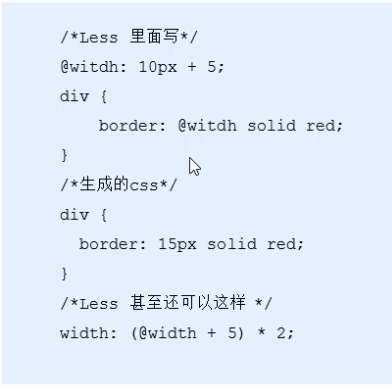 /*Less 里面写*/
@witdh: 10px + 5;
div {
    border: @witdh solid red;
}
/*生成的css*/
div {
  border: 15px solid red;
}
/*Less 甚至还可以这样 */
width: (@width + 5) * 2;